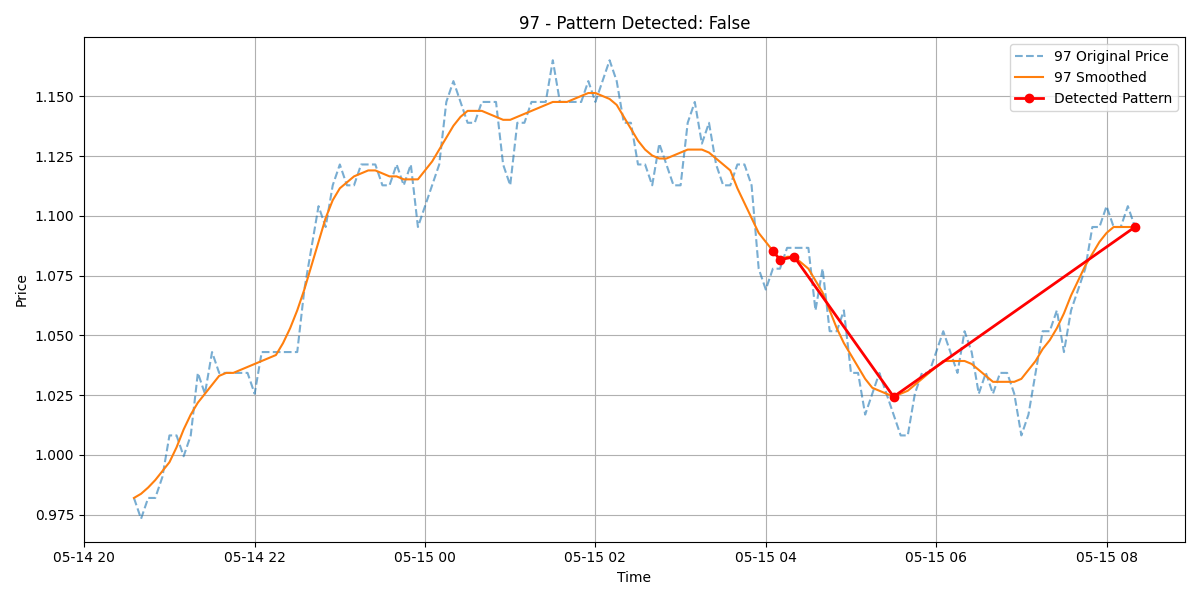 97 - Pattern Detected: False
97 Original Price
97 Smoothed
Detected Pattern
Price
1.150
1.125
1.100
1.075
1.050
1.025
1.000
0.975
05-14 20
05-14 22
05-15 00
05-15 02
05-15 04
05-15 06
05-15 08
Time